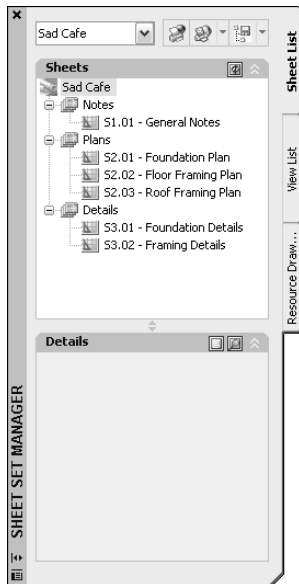 Sad Cafe
Sheets
Sad Cafe
Notes
S1.01 - General Notes
Plans
S2.01 - Foundation Plan
S2.02 - Floor Framing Plan
S2.03 - Roof Framing Plan
Details
S3.01 - Foundation Details
S3.02 - Framing Details
Details
Sheet List
View List
Resource Draw...
SHEET SET MANAGER